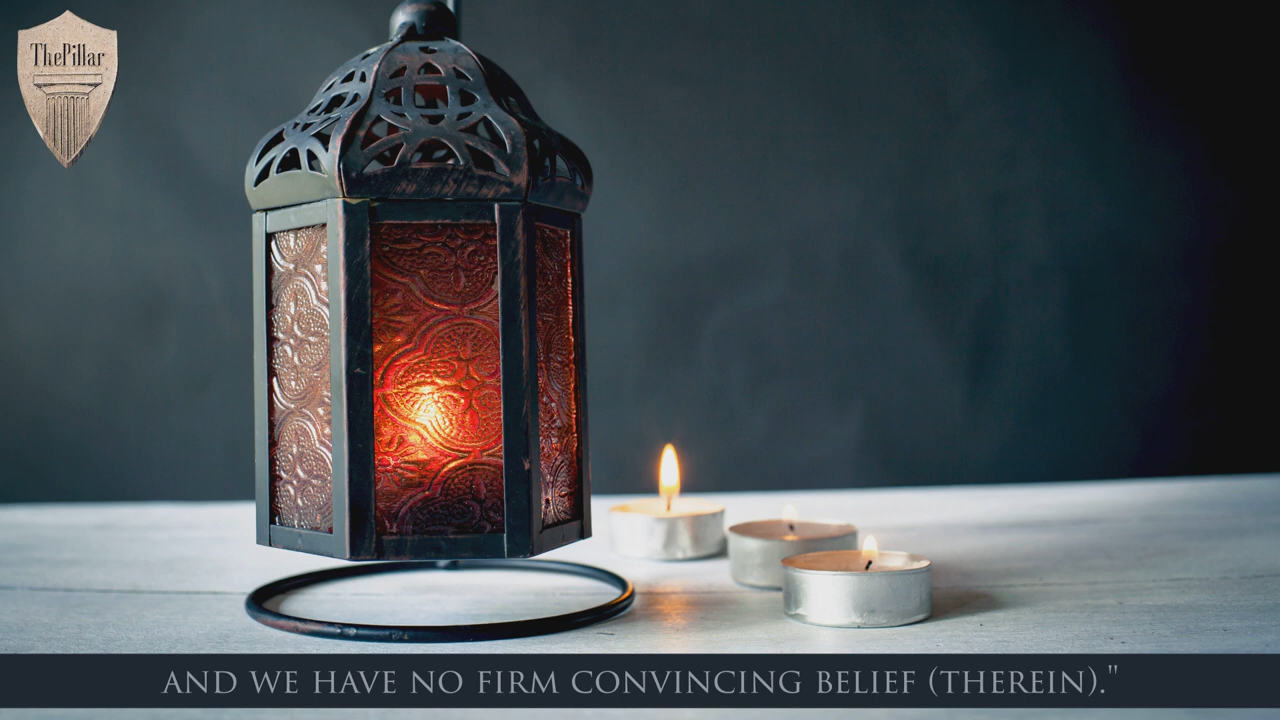 ThePillar
AND WE HAVE NO FIRM CONVINCING BELIEF (THEREIN)."